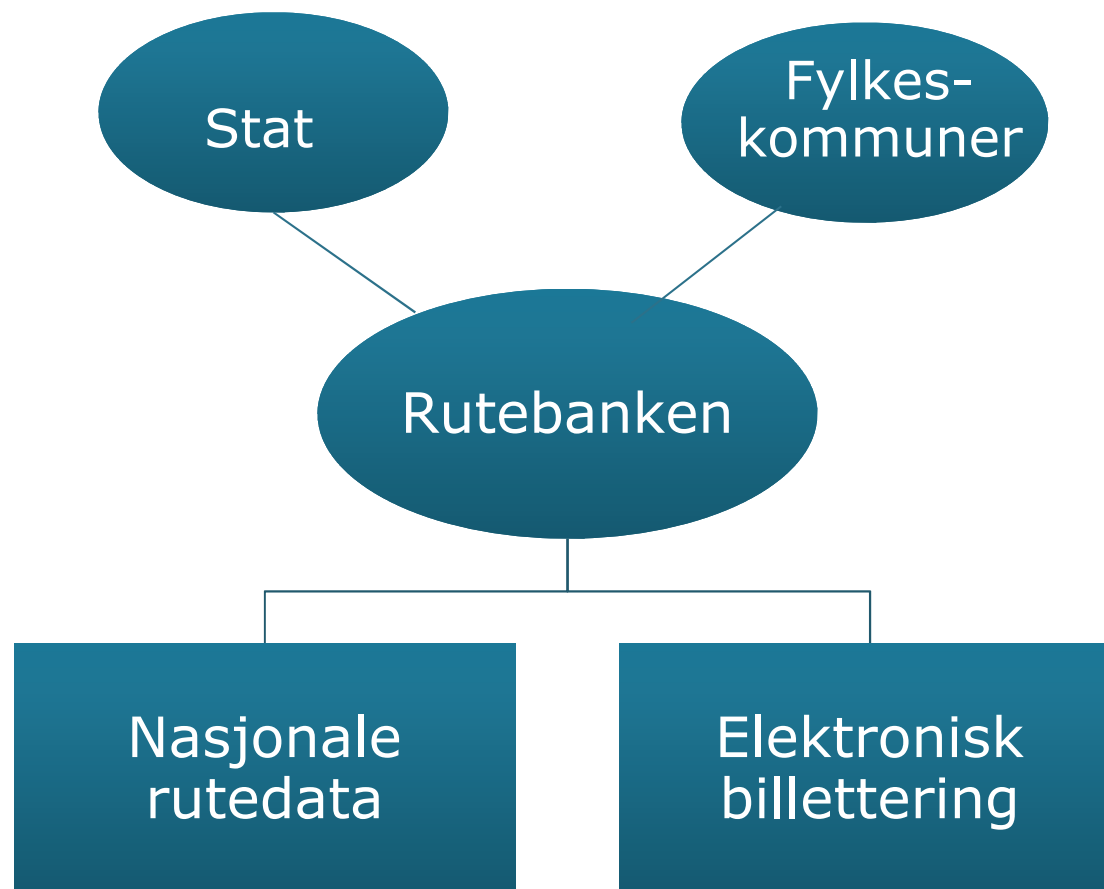 Stat
Fylkes-
kommuner
Rutebanken
Nasjonale
rutedata
Elektronisk
billettering